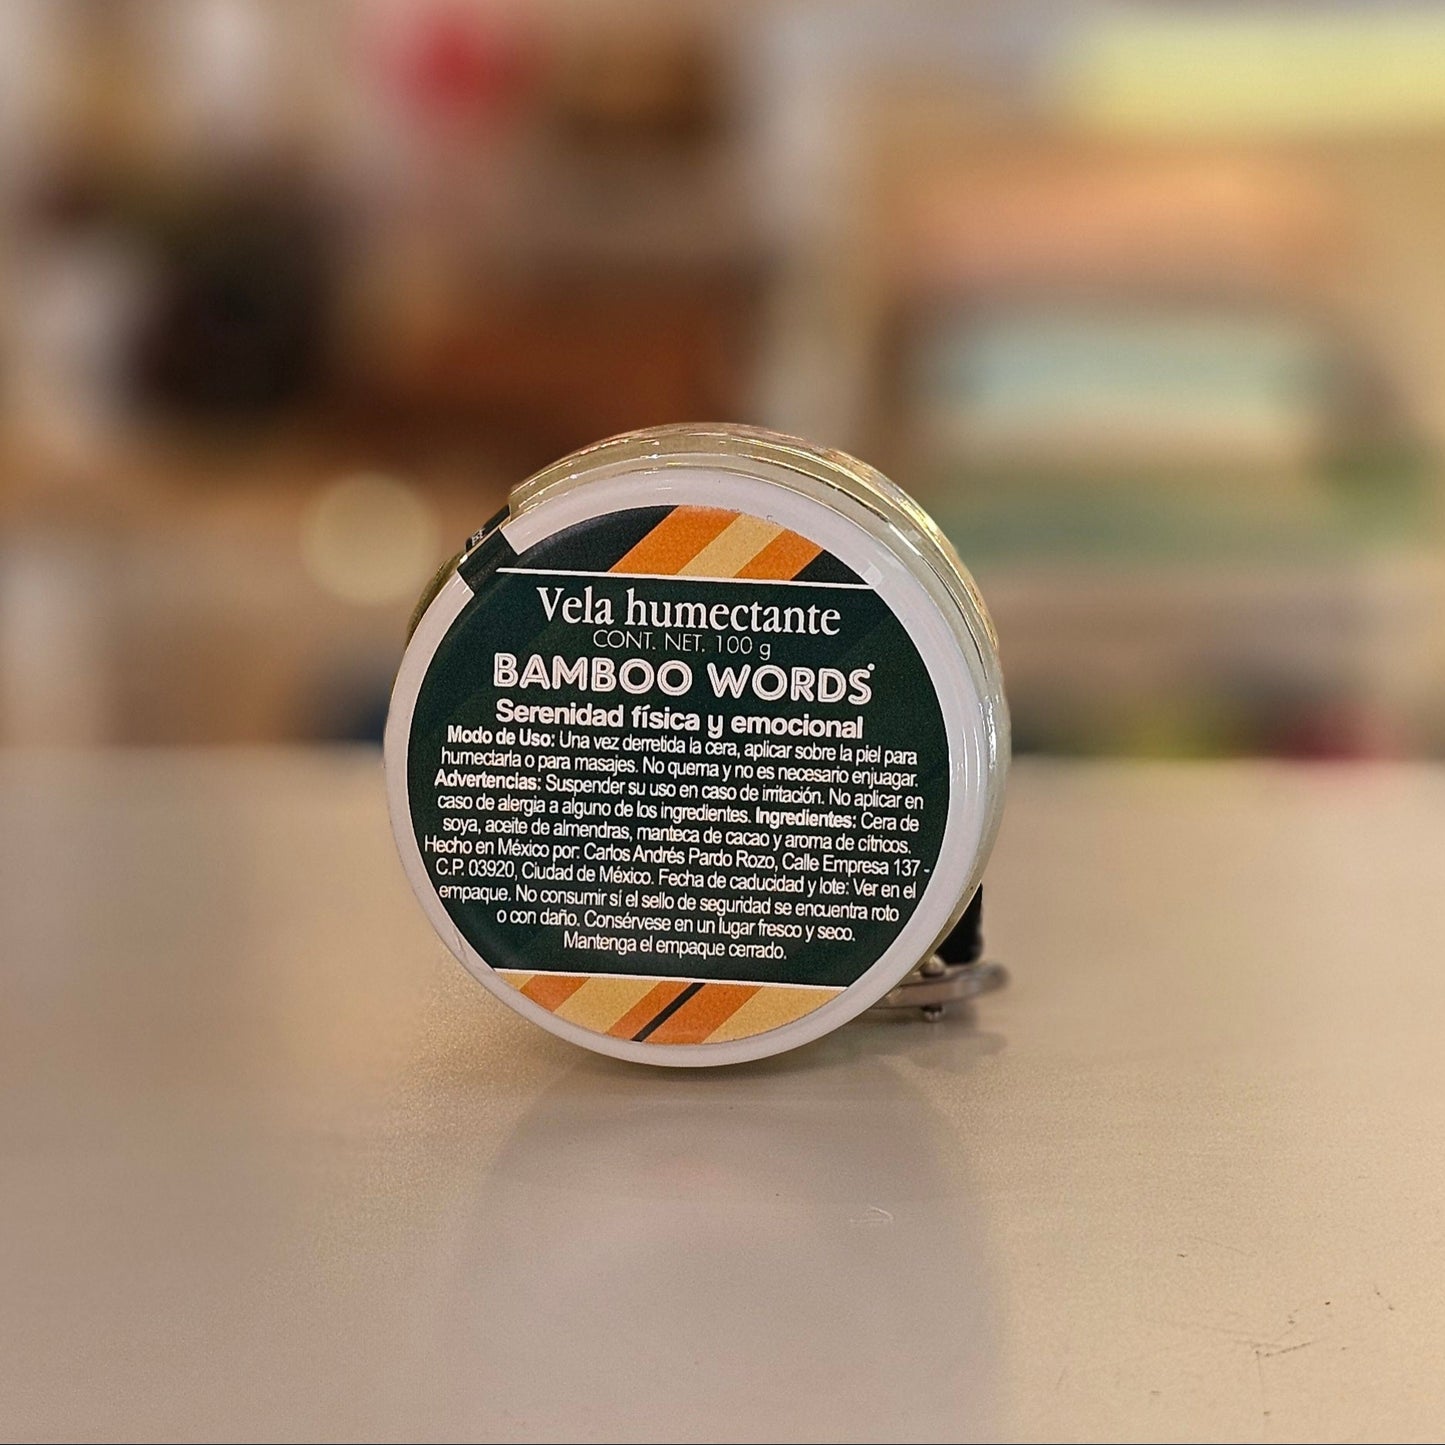 Vela humectante
CONT. NET. 100 g
BAMBOO WORDS
Serenidad física y emocional
Modo de Uso: Una vez derretida la cera, aplicar sobre la piel para
humectarla o para masajes. No quema y no es necesario enjuagar.
Advertencias: Suspender su uso en caso de irritación. No aplicar en
caso de alergia a alguno de los ingredientes. Ingredientes: Cera de
soya, aceite de almendras, manteca de cacao y aroma de cítricos.
Hecho en México por: Carlos Andrés Pardo Rozo, Calle Empresa 137 -
C.P. 03920, Ciudad de México. Fecha de caducidad y lote: Ver en el
empaque. No consumir sí el sello de seguridad se encuentra roto
o con daño. Consérvese en un lugar fresco y seco.
Mantenga el empaque cerrado.